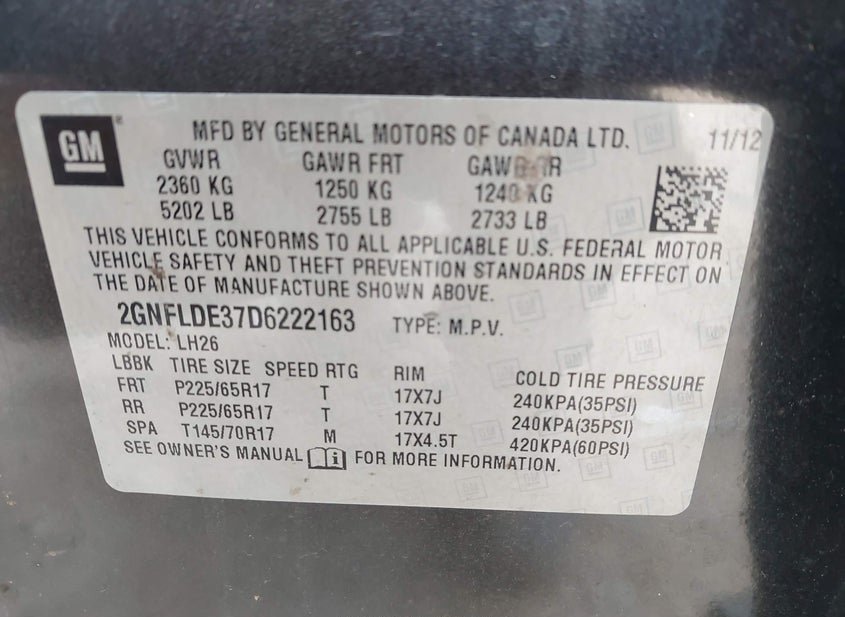 GM
MFD BY GENERAL MOTORS OF CANADA LTD. 11/12
GVWR GAWR FRT GAWR RR
2360 KG 1250 KG 1240 KG
5202 LB 2755 LB 2733 LB
THIS VEHICLE CONFORMS TO ALL APPLICABLE U.S. FEDERAL MOTOR
VEHICLE SAFETY AND THEFT PREVENTION STANDARDS IN EFFECT ON
THE DATE OF MANUFACTURE SHOWN ABOVE.
2GNFLDE37D6222163 TYPE: M.P.V.
MODEL: LH26
LBBK TIRE SIZE SPEED RTG RIM COLD TIRE PRESSURE
FRT P225/65R17 T 17X7J 240KPA(35PSI)
RR P225/65R17 T 17X7J 240KPA(35PSI)
SPA T145/70R17 M 17X4.5T 420KPA(60PSI)
SEE OWNER'S MANUAL FOR MORE INFORMATION.